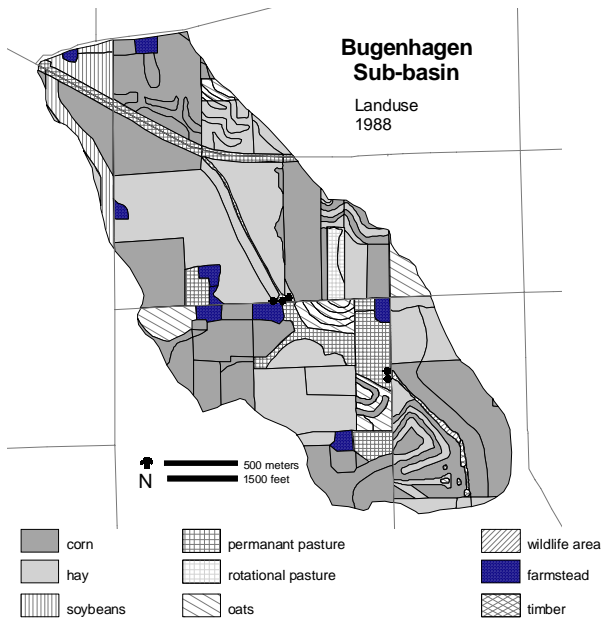 Bugenhagen
Sub-basin
Landuse
1988
500 meters
N
1500 feet
corn
permanant pasture
wildlife area
hay
rotational pasture
farmstead
soybeans
oats
timber